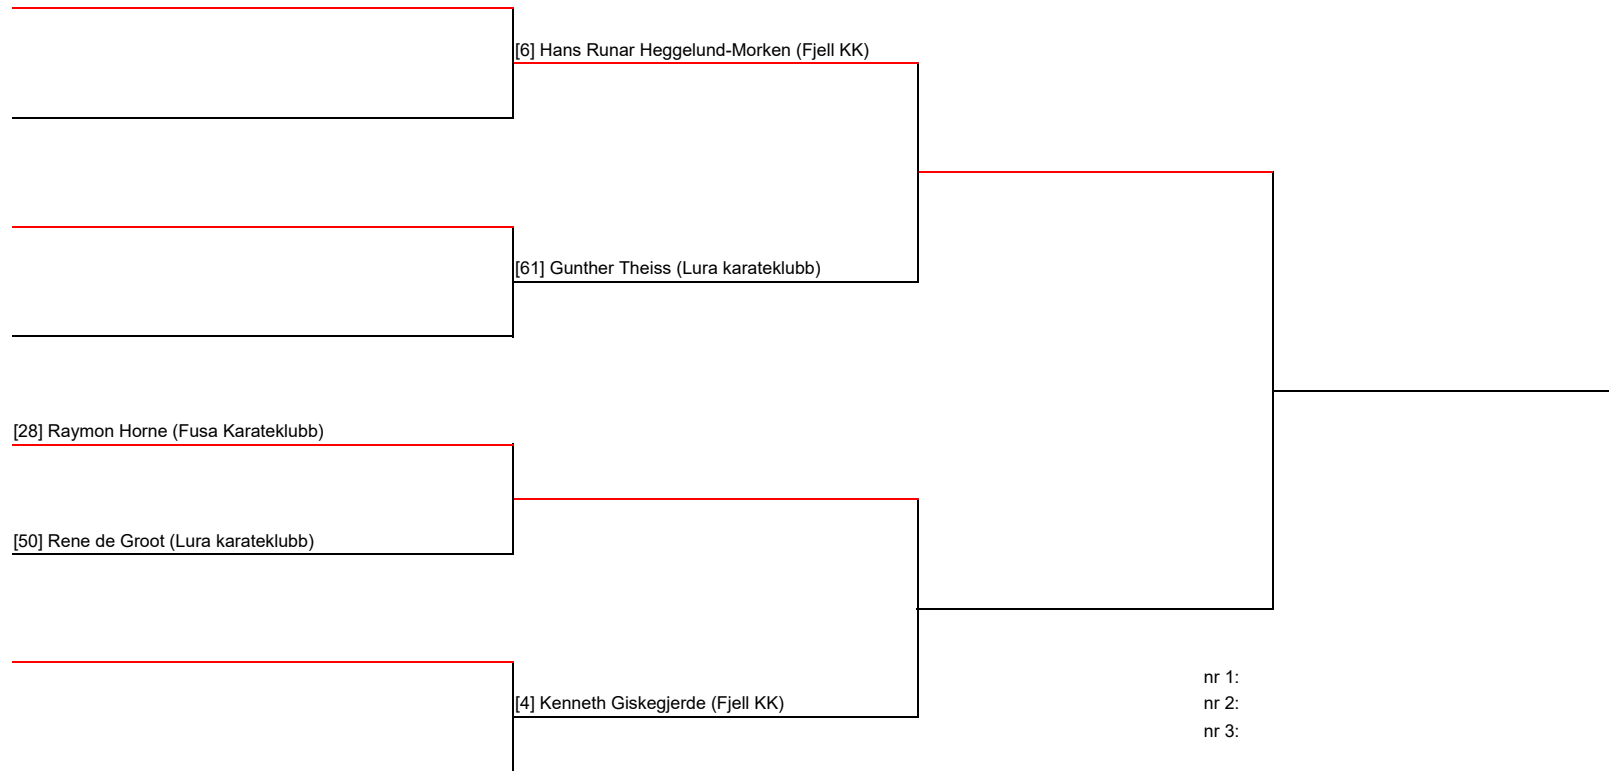 [6] Hans Runar Heggelund-Morken (Fjell KK)
[61] Gunther Theiss (Lura karateklubb)
[28] Raymon Horne (Fusa Karateklubb)
[50] Rene de Groot (Lura karateklubb)
[4] Kenneth Giskegjerde (Fjell KK)
nr 1:
nr 2:
nr 3: